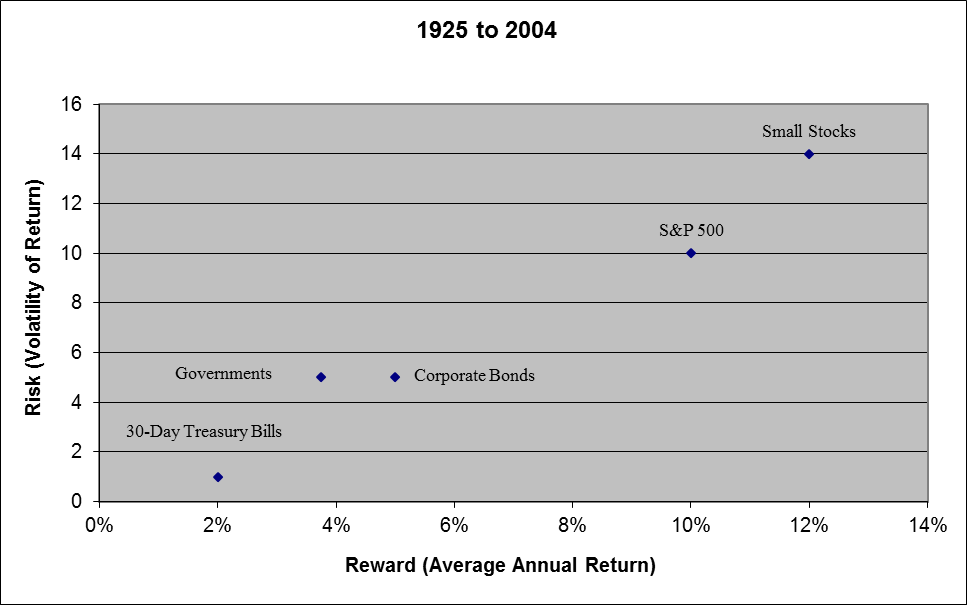 1925 to 2004
16
14
12
10
8
6
4
2
0
Small Stocks
S&P 500
Governments
Corporate Bonds
30-Day Treasury Bills
Risk (Volatility of Return)
0% 2% 4% 6% 8% 10% 12% 14%
Reward (Average Annual Return)